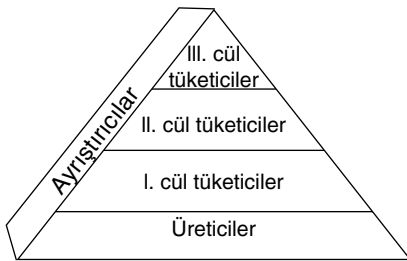 III. cül
tüketiciler
Ayrıştırıcılar
II. cül tüketiciler
I. cül tüketiciler
Üreticiler